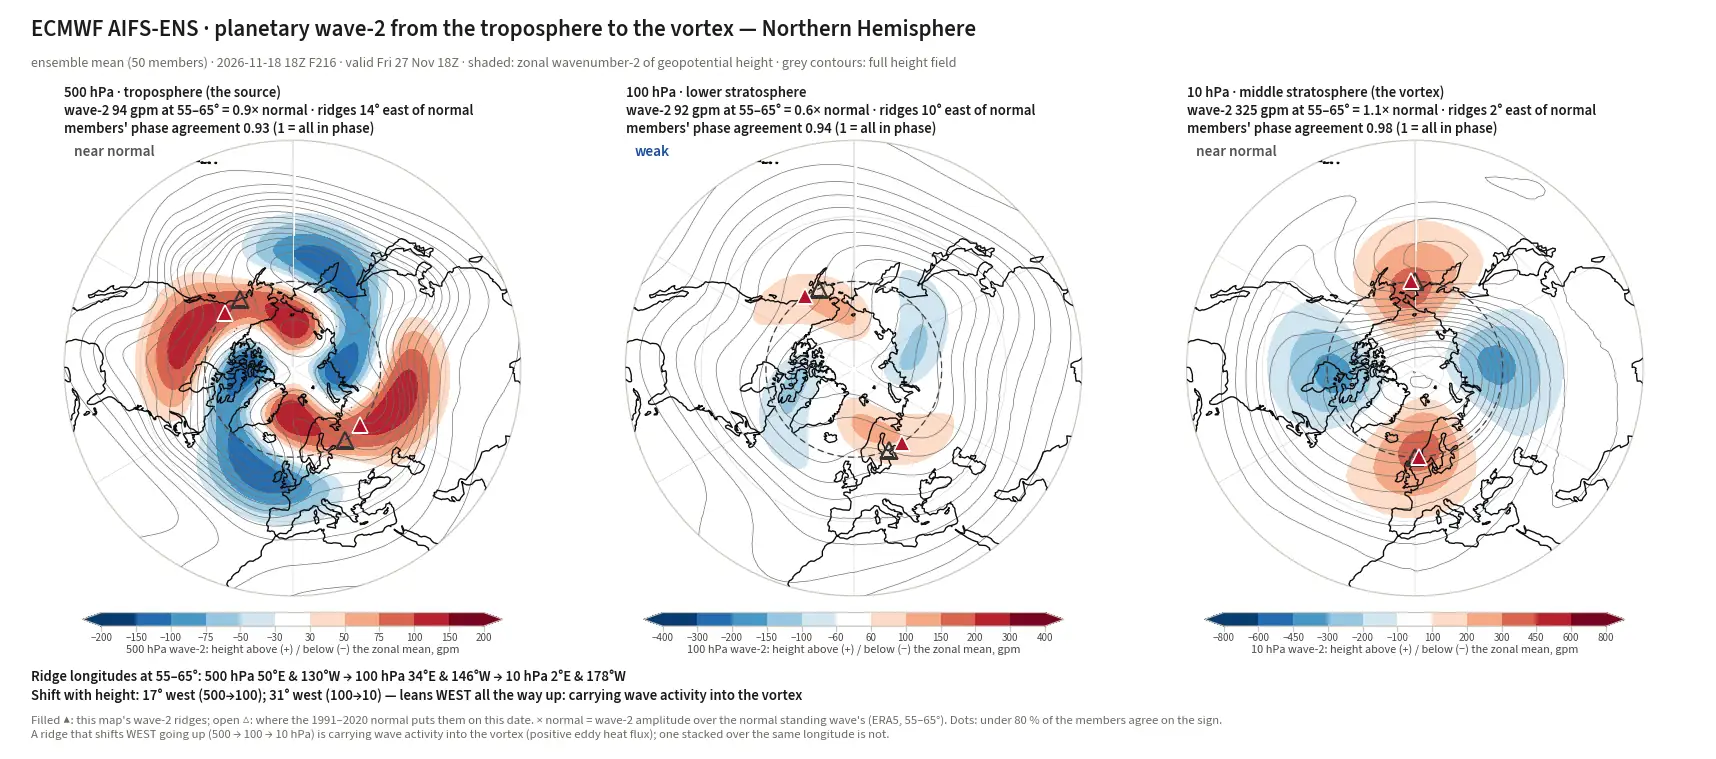 ECMWF AIFS-ENS · planetary wave-2 from the troposphere to the vortex — Northern Hemisphere
ensemble mean (50 members) · 2026-11-18 18Z F216 · valid Fri 27 Nov 18Z · shaded: zonal wavenumber-2 of geopotential height · grey contours: full height field
500 hPa · troposphere (the source)
wave-2 94 gpm at 55–65° = 0.9× normal · ridges 14° east of normal
members' phase agreement 0.93 (1 = all in phase)
near normal
100 hPa · lower stratosphere
wave-2 92 gpm at 55–65° = 0.6× normal · ridges 10° east of normal
members' phase agreement 0.94 (1 = all in phase)
weak
10 hPa · middle stratosphere (the vortex)
wave-2 325 gpm at 55–65° = 1.1× normal · ridges 2° east of normal
members' phase agreement 0.98 (1 = all in phase)
near normal
−200 −150 −100 −75 −50 −30 30 50 75 100 150 200
500 hPa wave-2: height above (+) / below (−) the zonal mean, gpm
−400 −300 −200 −150 −100 −60 60 100 150 200 300 400
100 hPa wave-2: height above (+) / below (−) the zonal mean, gpm
−800 −600 −450 −300 −200 −100 100 200 300 450 600 800
10 hPa wave-2: height above (+) / below (−) the zonal mean, gpm
Ridge longitudes at 55–65°: 500 hPa 50°E & 130°W → 100 hPa 34°E & 146°W → 10 hPa 2°E & 178°W
Shift with height: 17° west (500→100); 31° west (100→10) — leans WEST all the way up: carrying wave activity into the vortex
Filled ▲: this map's wave-2 ridges; open △: where the 1991–2020 normal puts them on this date. × normal = wave-2 amplitude over the normal standing wave's (ERA5, 55–65°). Dots: under 80 % of the members agree on the sign.
A ridge that shifts WEST going up (500 → 100 → 10 hPa) is carrying wave activity into the vortex (positive eddy heat flux); one stacked over the same longitude is not.